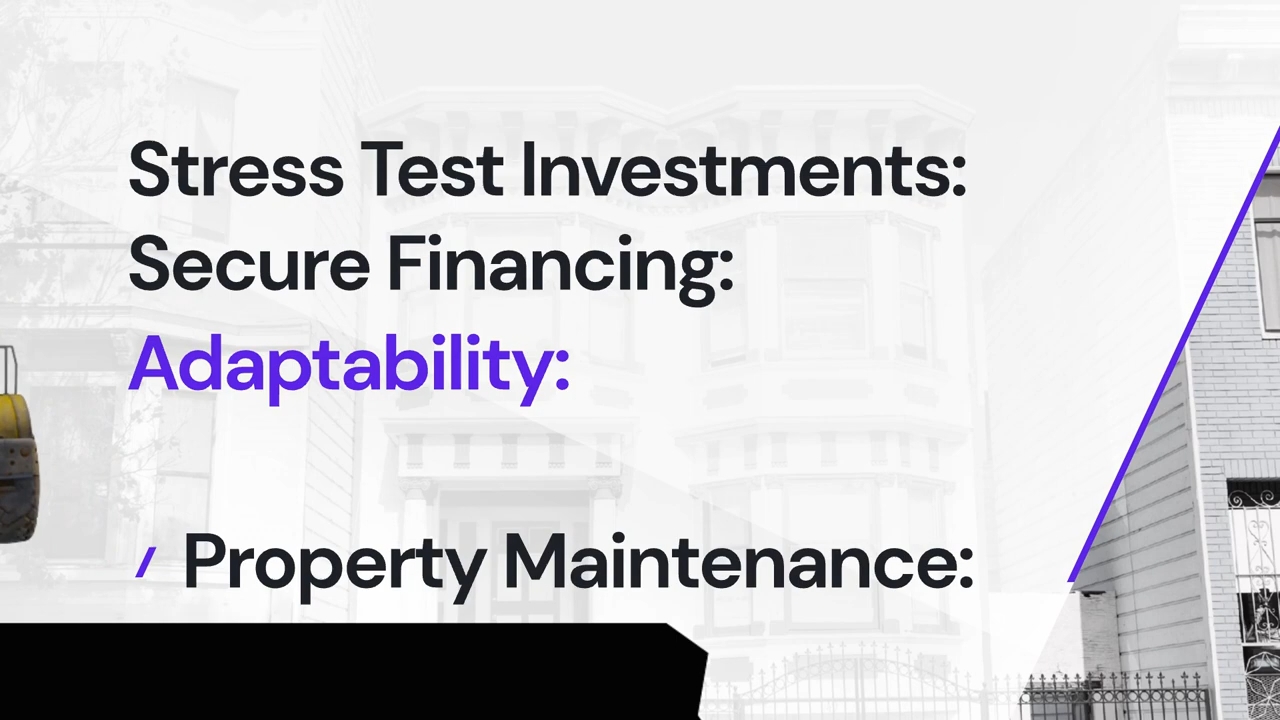 Stress Test Investments:
Secure Financing:
Adaptability:
Property Maintenance: